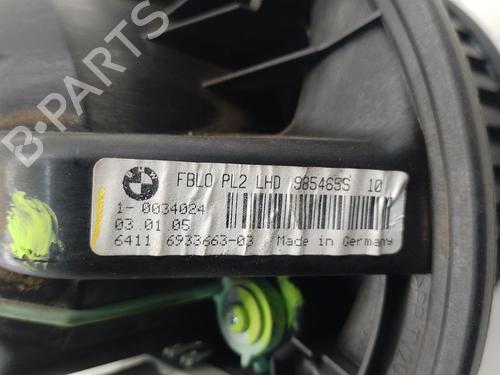 B-PARTS
FBLO PL2 LHD 985465S 10
1- 0034024
03.01.05
6411 6933663-03 Made in Germany